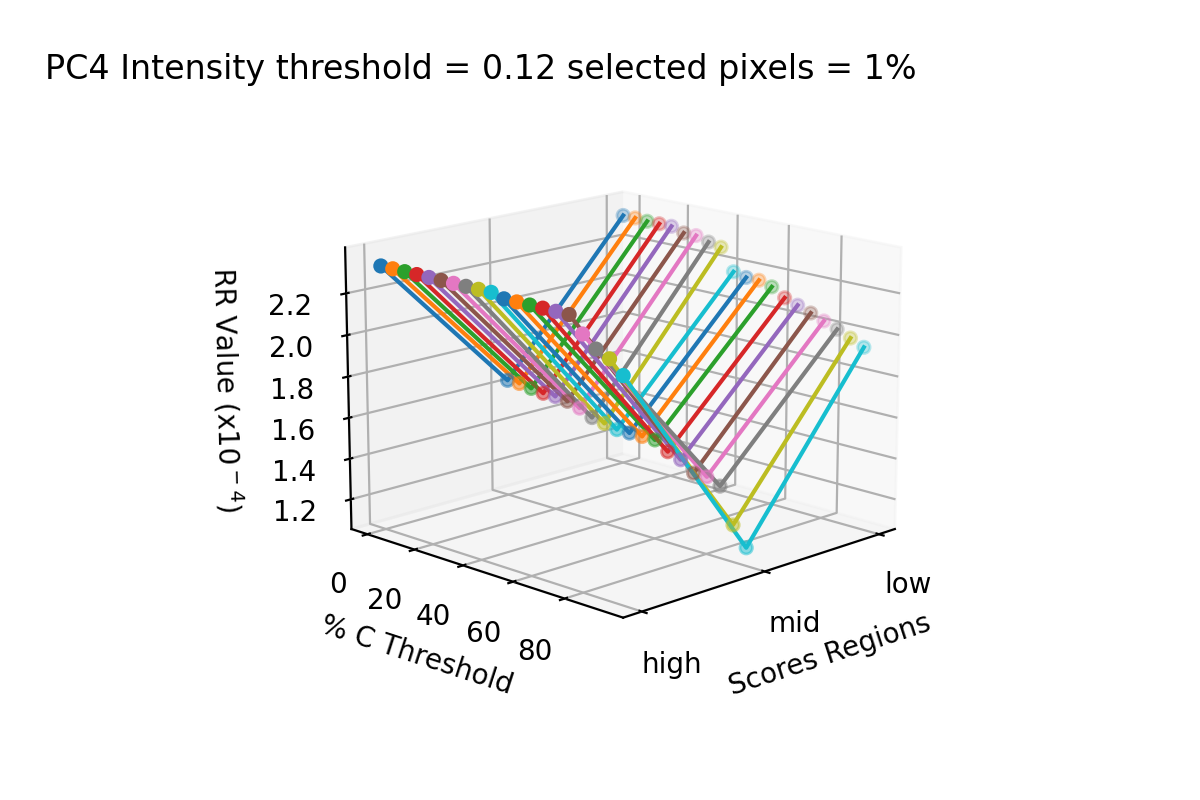 PC4 Intensity threshold = 0.12 selected pixels = 1%
RR Value (x10⁻⁴)
2.2
2.0
1.8
1.6
1.4
1.2
0
20
40
60
80
% C Threshold
high
mid
low
Scores Regions